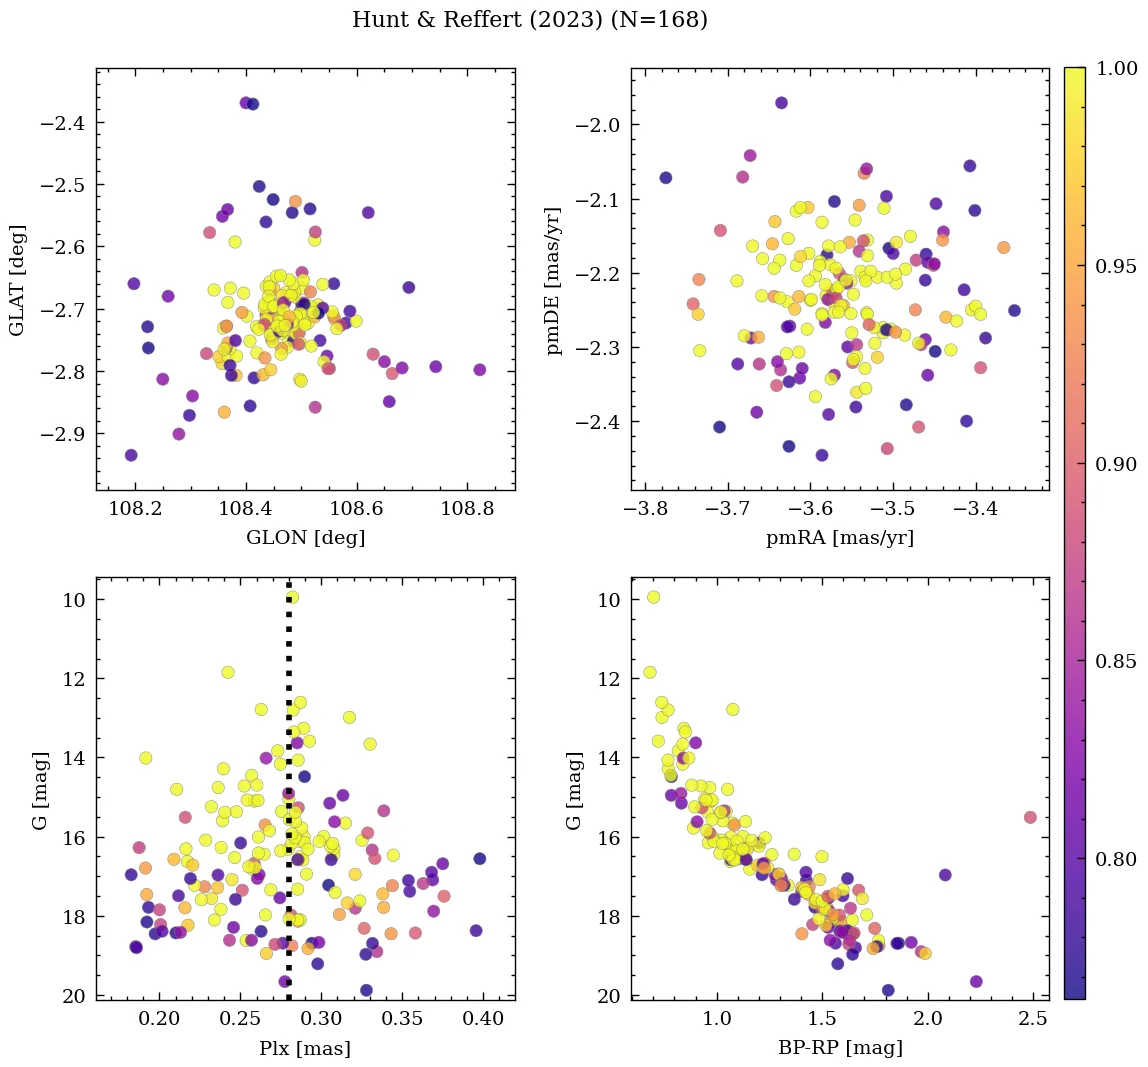 Hunt & Reffert (2023) (N=168)
GLAT [deg]
−2.4
−2.5
−2.6
−2.7
−2.8
−2.9
108.2 108.4 108.6 108.8
GLON [deg]
pmDE [mas/yr]
−2.0
−2.1
−2.2
−2.3
−2.4
−3.8 −3.7 −3.6 −3.5 −3.4
pmRA [mas/yr]
1.00
0.95
0.90
0.85
0.80
G [mag]
10
12
14
16
18
20
0.20 0.25 0.30 0.35 0.40
Plx [mas]
G [mag]
10
12
14
16
18
20
1.0 1.5 2.0 2.5
BP-RP [mag]